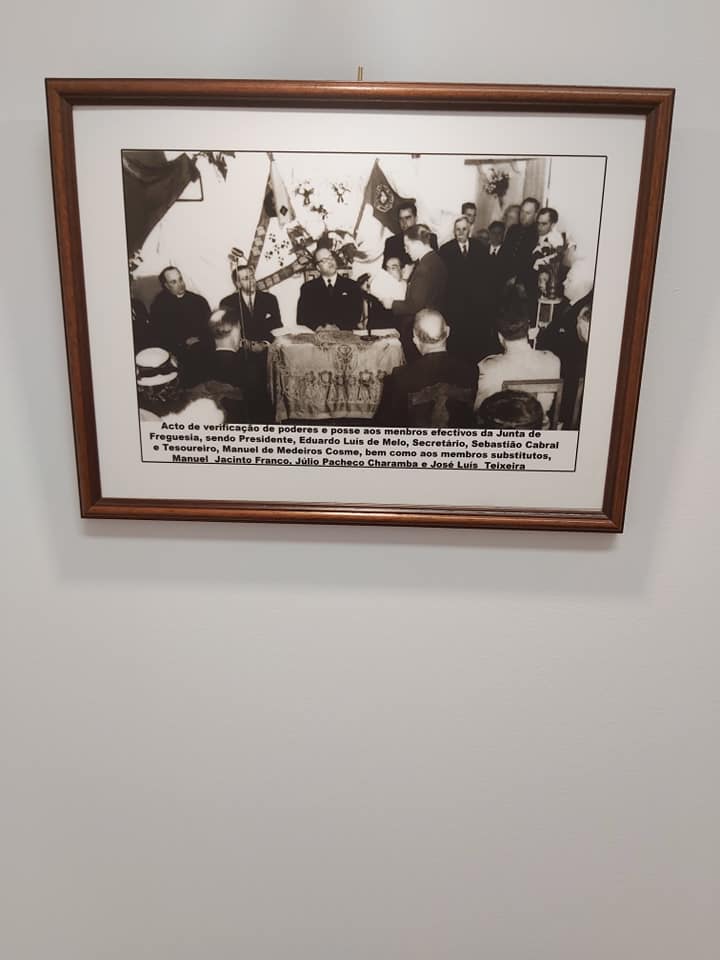 Acto de verificação de poderes e posse aos menbros efectivos da Junta de
Freguesia, sendo Presidente, Eduardo Luís de Melo, Secretário, Sebastião Cabral
e Tesoureiro, Manuel de Medeiros Cosme, bem como aos membros substitutos,
Manuel Jacinto Franco, Júlio Pacheco Charamba e José Luís Teixeira